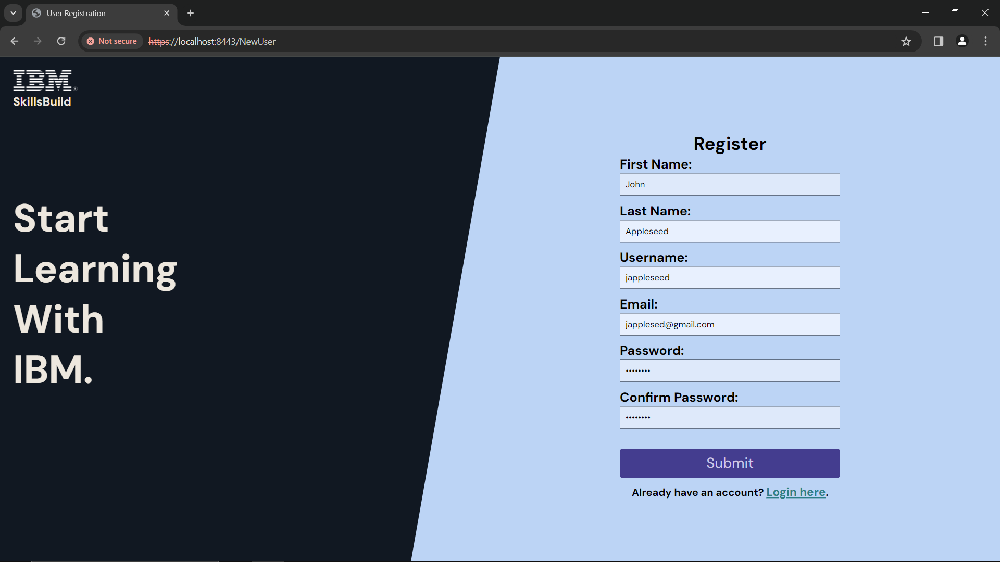 User Registration
Not secure
https://localhost:8443/NewUser
IBM
SkillsBuild
Start
Learning
With
IBM.
Register
First Name:
John
Last Name:
Appleseed
Username:
jappleseed
Email:
japplesed@gmail.com
Password:
••••••••
Confirm Password:
••••••••
Submit
Already have an account? Login here.